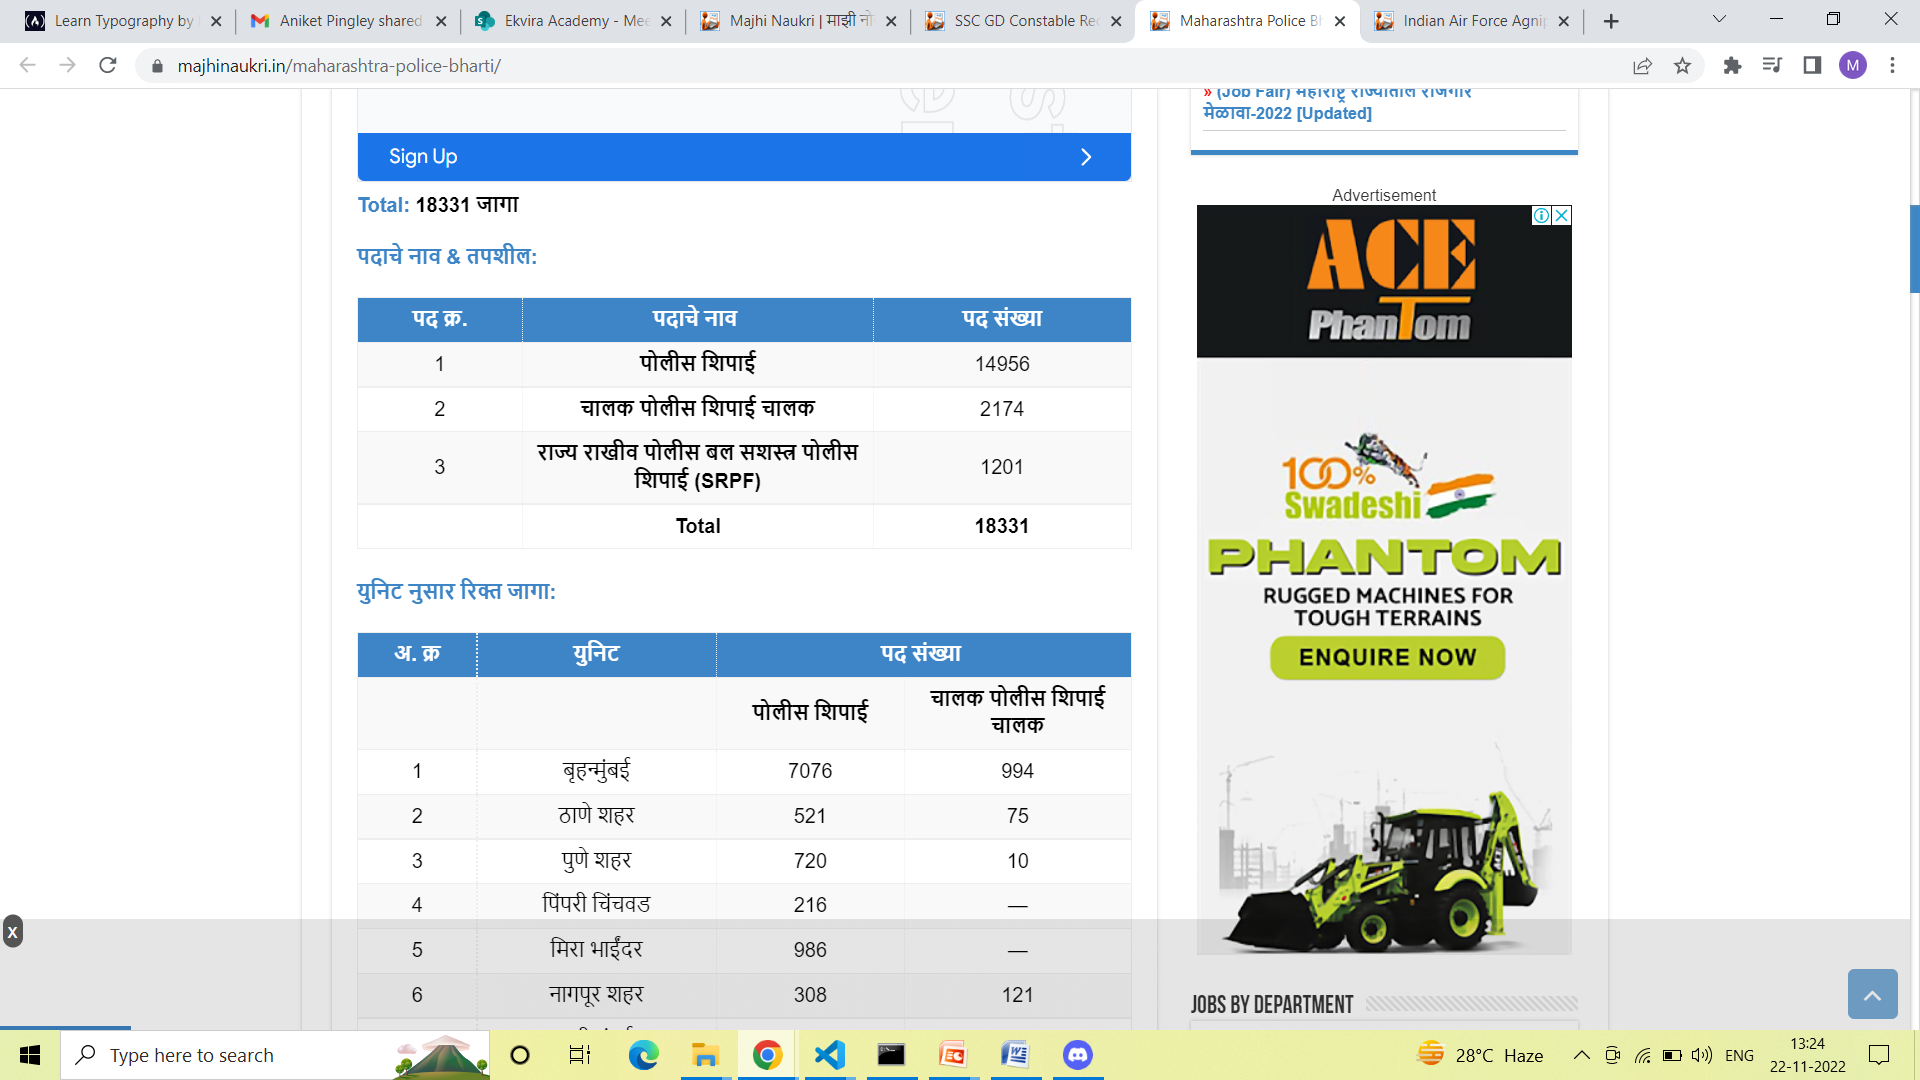 Learn Typography by
Aniket Pingley shared
Ekvira Academy - Mee
Majhi Naukri | माझी नो
SSC GD Constable Rec
Maharashtra Police Bh
Indian Air Force Agnip
majhinaukri.in/maharashtra-police-bharti/
M
» (Job Fair) महाराष्ट्र राज्यातील रोजगार
मेळावा-2022 [Updated]
Sign Up
Total: 18331 जागा
पदाचे नाव & तपशील:
पद क्र. पदाचे नाव पद संख्या
1 पोलीस शिपाई 14956
2 चालक पोलीस शिपाई चालक 2174
3 राज्य राखीव पोलीस बल सशस्त्र पोलीस
शिपाई (SRPF) 1201
Total 18331
युनिट नुसार रिक्त जागा:
अ. क्र युनिट पद संख्या
पोलीस शिपाई चालक पोलीस शिपाई
चालक
1 बृहन्मुंबई 7076 994
2 ठाणे शहर 521 75
3 पुणे शहर 720 10
4 पिंपरी चिंचवड 216 —
5 मिरा भाईंदर 986 —
6 नागपूर शहर 308 121
Advertisement
ACE
PhanTom
100%
Swadeshi
PHANTOM
RUGGED MACHINES FOR
TOUGH TERRAINS
ENQUIRE NOW
JOBS BY DEPARTMENT
x
Type here to search
28°C Haze
ENG
13:24
22-11-2022